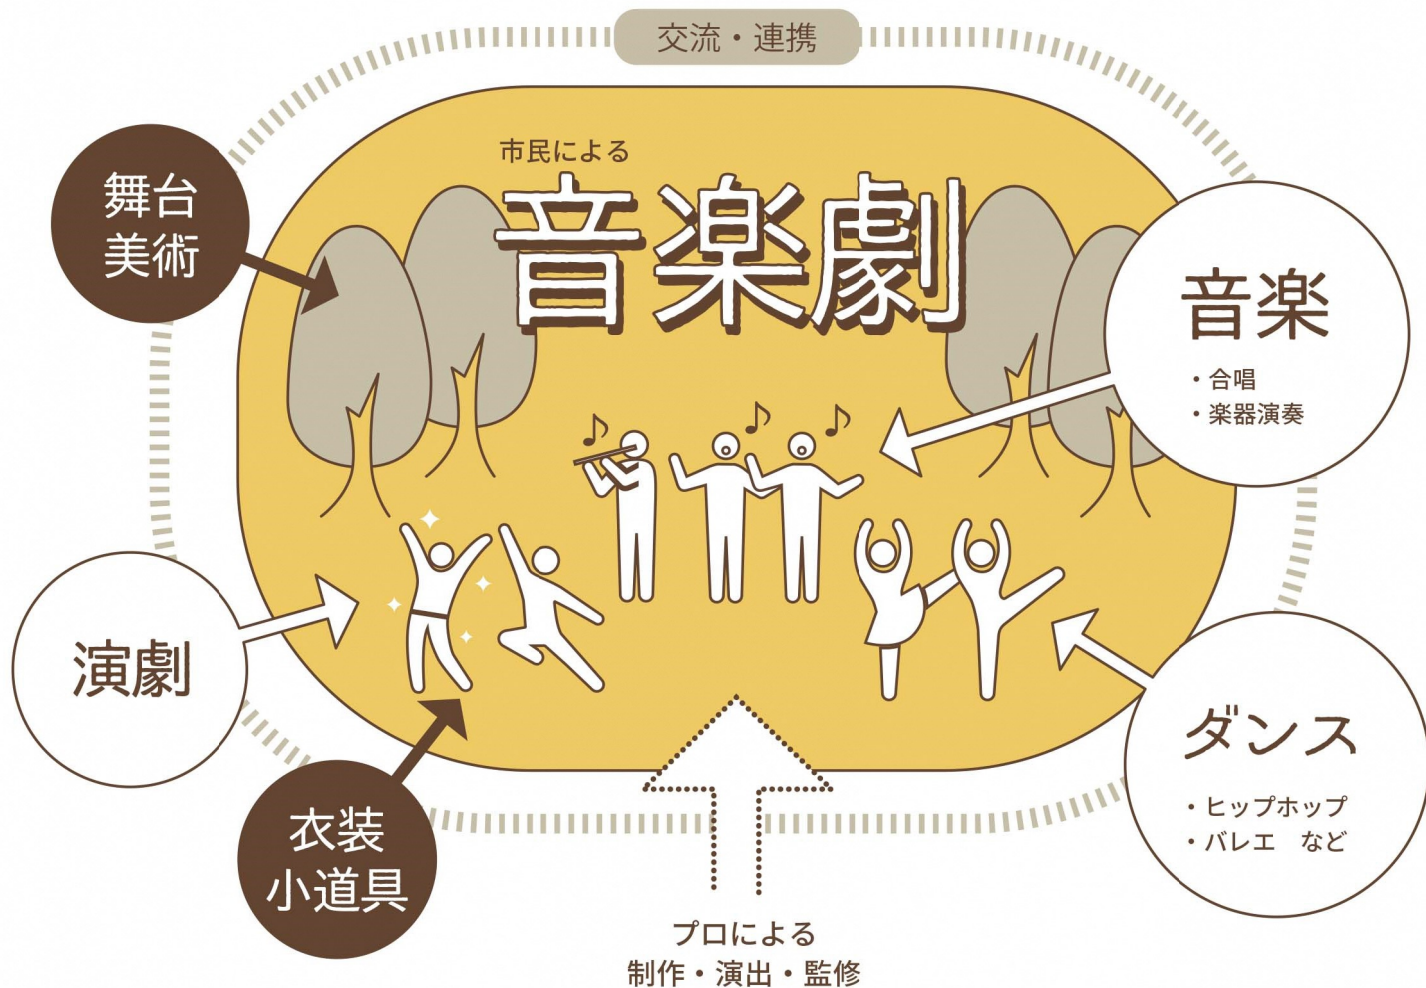 交流・連携
市民による
音楽劇
舞台
美術
音楽
・合唱
・楽器演奏
演劇
ダンス
・ヒップホップ
・バレエ　など
衣装
小道具
プロによる
制作・演出・監修